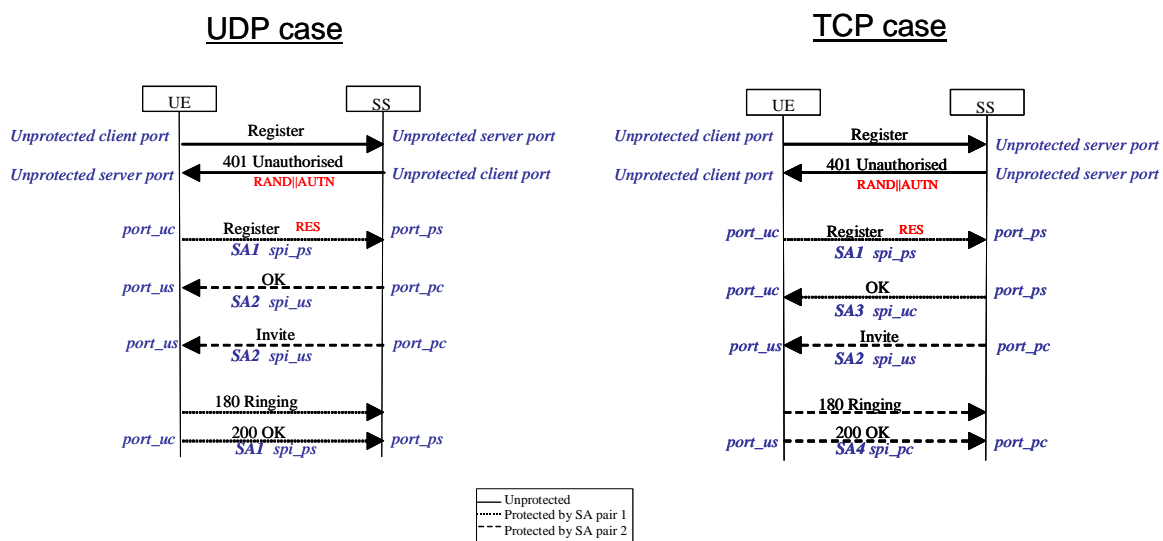 UDP case
UE
SS
Unprotected client port
Register
Unprotected server port
401 Unauthorised
Unprotected server port
RAND||AUTN
Unprotected client port
port_uc
Register RES
port_ps
SA1 spi_ps
port_us
OK
port_pc
SA2 spi_us
port_us
Invite
port_pc
SA2 spi_us
180 Ringing
port_uc
200 OK
port_ps
SA1 spi_ps
TCP case
UE
SS
Unprotected client port
Register
Unprotected server port
401 Unauthorised
Unprotected client port
RAND||AUTN
Unprotected server port
port_uc
Register RES
port_ps
SA1 spi_ps
port_uc
OK
port_ps
SA3 spi_uc
port_us
Invite
port_pc
SA2 spi_us
180 Ringing
port_us
200 OK
port_pc
SA4 spi_pc
Unprotected
Protected by SA pair 1
Protected by SA pair 2